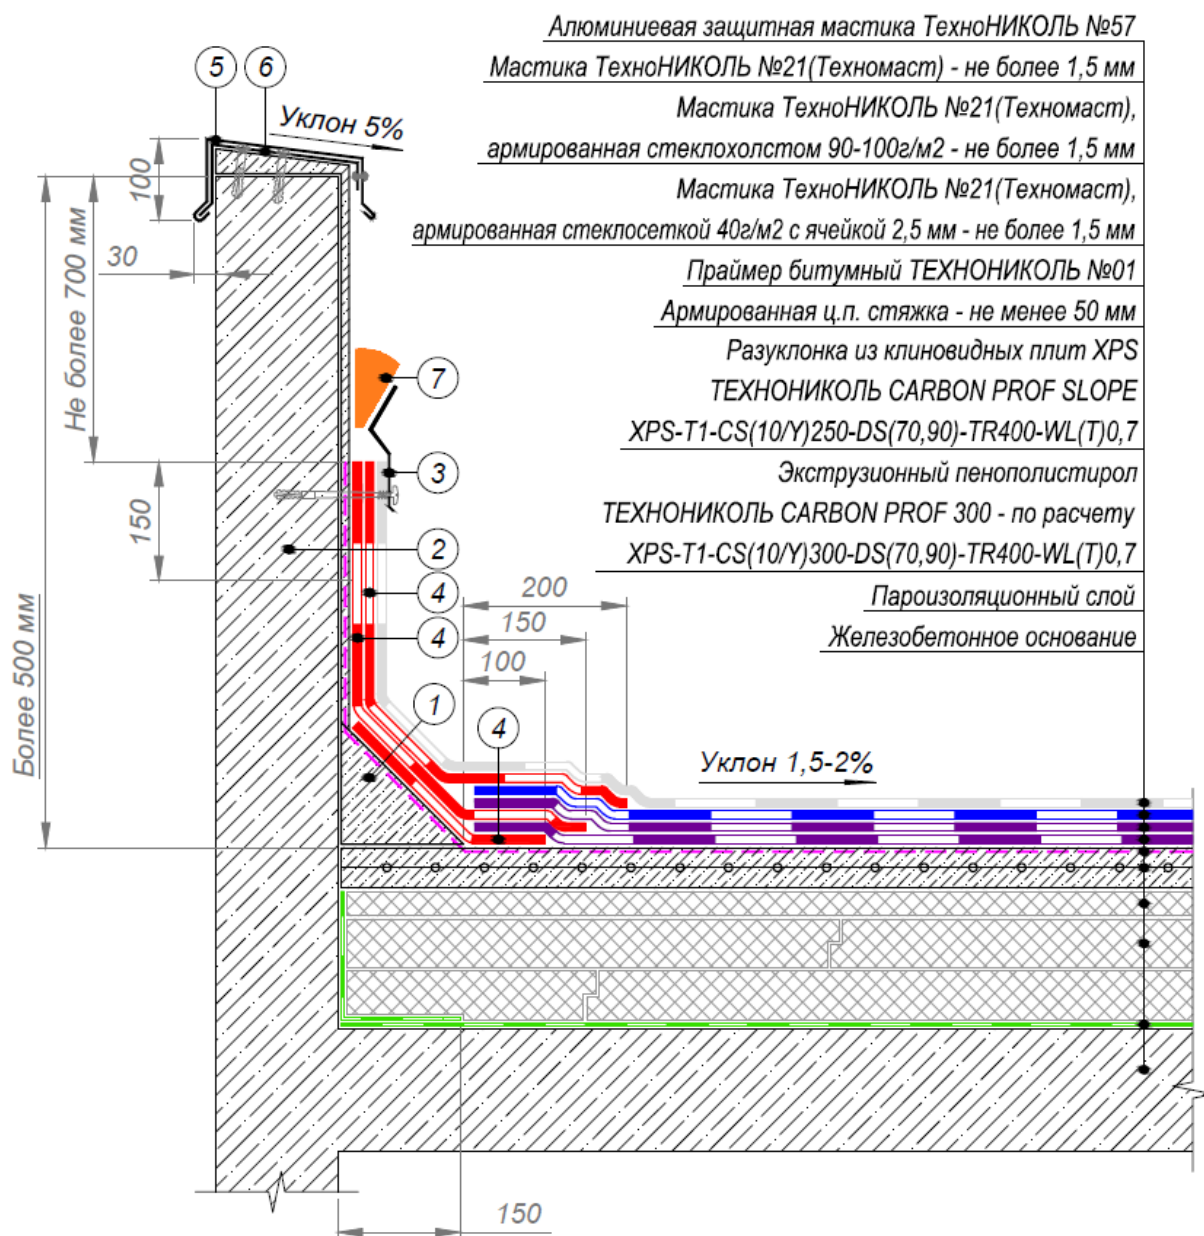 Алюминиевая защитная мастика ТехноНИКОЛЬ №57
Мастика ТехноНИКОЛЬ №21(Техномаст) - не более 1,5 мм
Мастика ТехноНИКОЛЬ №21(Техномаст),
армированная стеклохолстом 90-100г/м2 - не более 1,5 мм
Мастика ТехноНИКОЛЬ №21(Техномаст),
армированная стеклосеткой 40г/м2 с ячейкой 2,5 мм - не более 1,5 мм
Праймер битумный ТЕХНОНИКОЛЬ №01
Армированная ц.п. стяжка - не менее 50 мм
Разуклонка из клиновидных плит XPS
ТЕХНОНИКОЛЬ CARBON PROF SLOPE
XPS-T1-CS(10/Y)250-DS(70,90)-TR400-WL(T)0,7
Экструзионный пенополистирол
ТЕХНОНИКОЛЬ CARBON PROF 300 - по расчету
XPS-T1-CS(10/Y)300-DS(70,90)-TR400-WL(T)0,7
Пароизоляционный слой
Железобетонное основание
5
6
Уклон 5%
100
30
Не более 700 мм
7
3
150
2
4
4
200
150
100
1
4
Более 500 мм
Уклон 1,5-2%
150